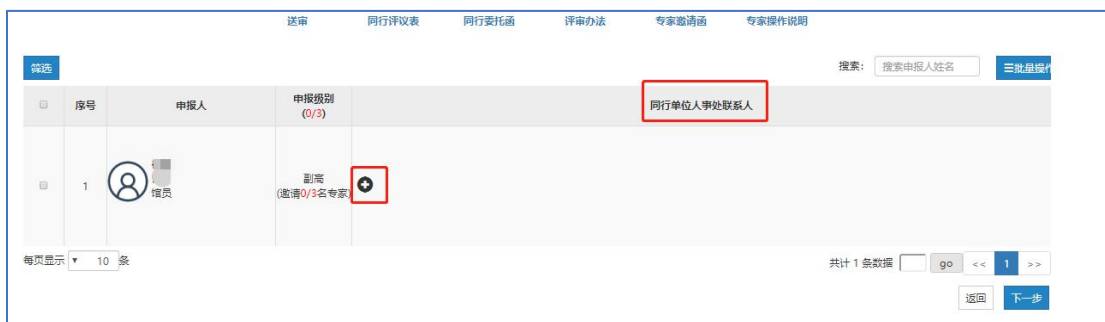 送审 同行评议表 同行委托函 评审办法 专家邀请函 专家操作说明
筛选 搜索： 搜索申报人姓名 ☰批量操作
序号 申报人 申报级别 同行单位人事处联系人
(0/3)
1 馆员 副高
(邀请0/3名专家)
每页显示 ▼ 10 条 共计 1 条数据 go << 1 >>
返回 下一步